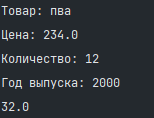 Товар: пва
Цена: 234.0
Количество: 12
Год выпуска: 2000
32.0